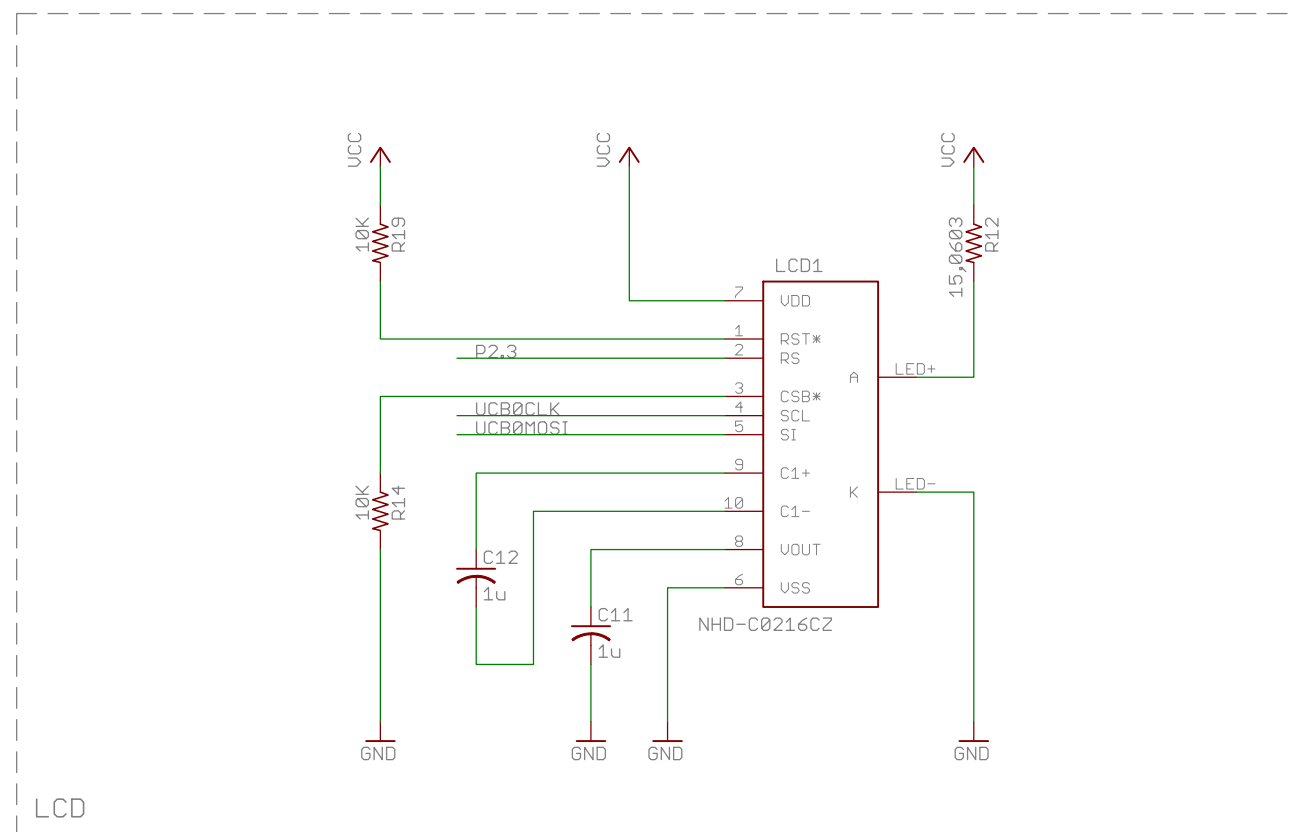 VCC
VCC
VCC
10K
R19
15,0603
R12
LCD1
7
VDD
1
RST*
P2.3
2
RS
LED+
A
3
CSB*
UCB0CLK
4
SCL
UCB0MOSI
5
SI
9
C1+
LED-
K
10K
R14
10
C1-
C12
8
VOUT
1u
6
VSS
C11
NHD-C0216CZ
1u
GND
GND
GND
GND
LCD